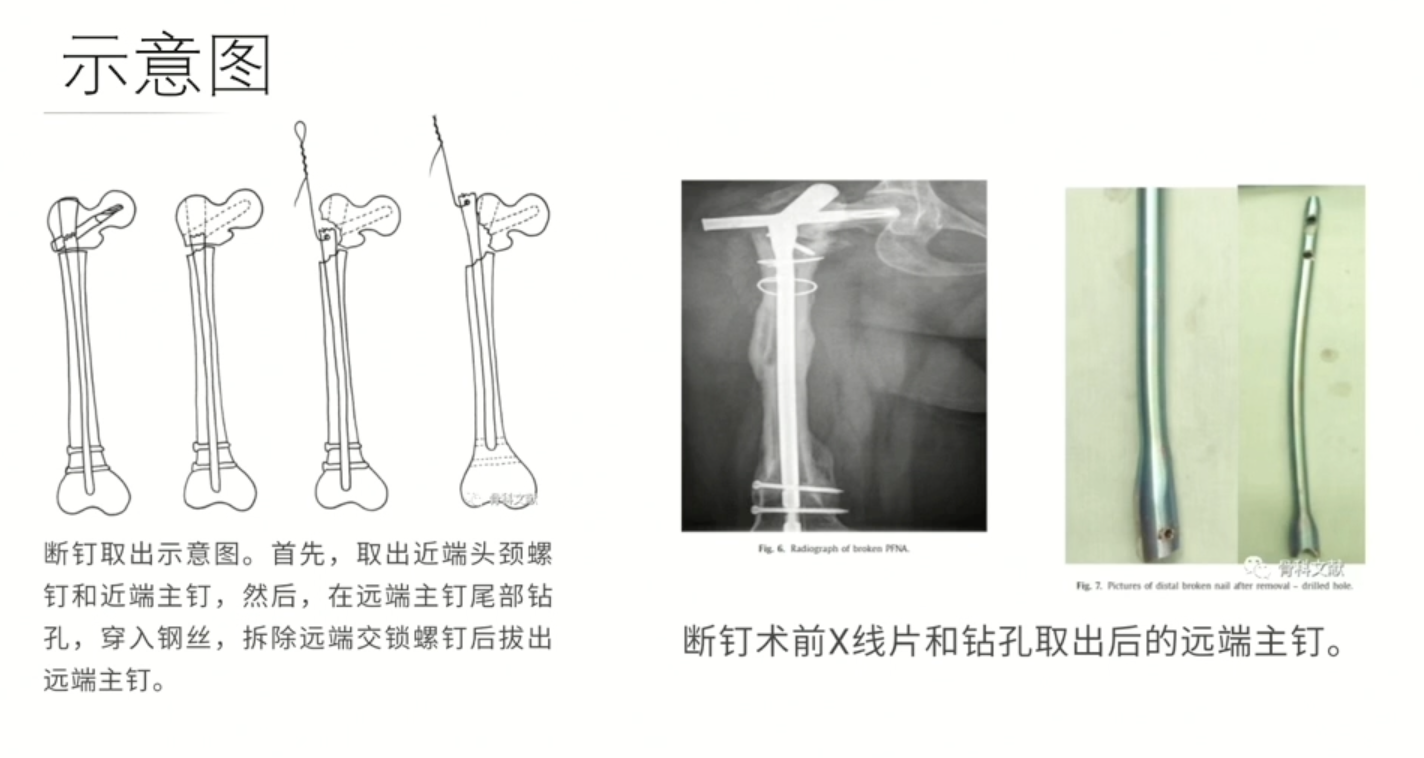 示意图
骨科文献
断钉取出示意图。首先，取出近端头颈螺
钉和近端主钉，然后，在远端主钉尾部钻
孔，穿入钢丝，拆除远端交锁螺钉后拔出
远端主钉。
Fig. 6. Radiograph of broken PFNA.
骨科文献
Fig. 7. Pictures of distal broken nail after removal – drilled hole.
断钉术前X线片和钻孔取出后的远端主钉。